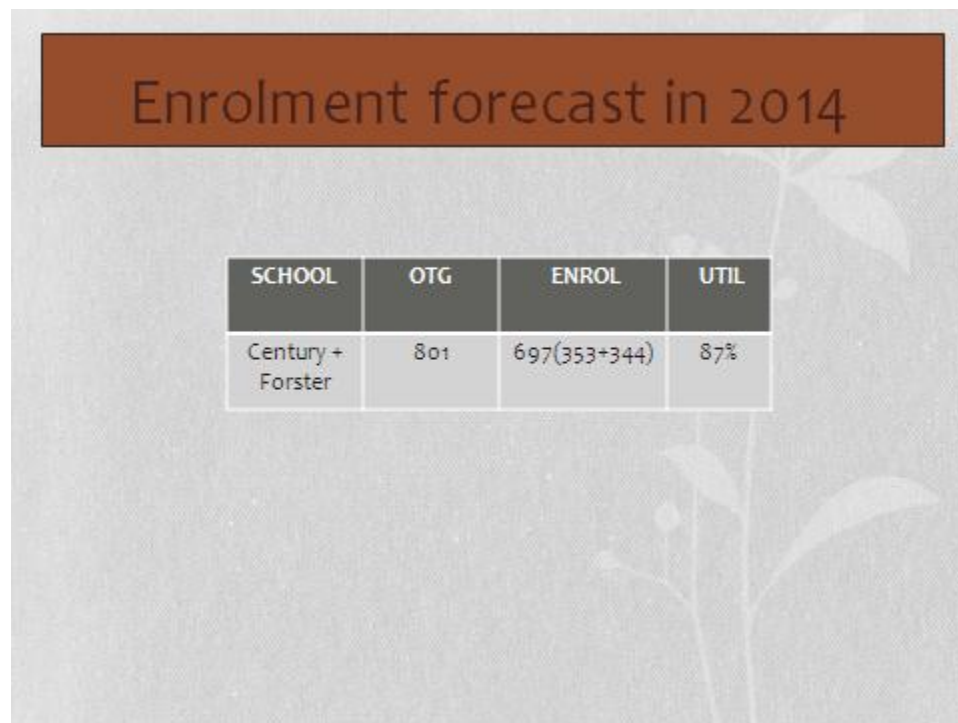 Enrolment forecast in 2014
SCHOOL OTG ENROL UTIL
Century + 801 697(353+344) 87%
Forster